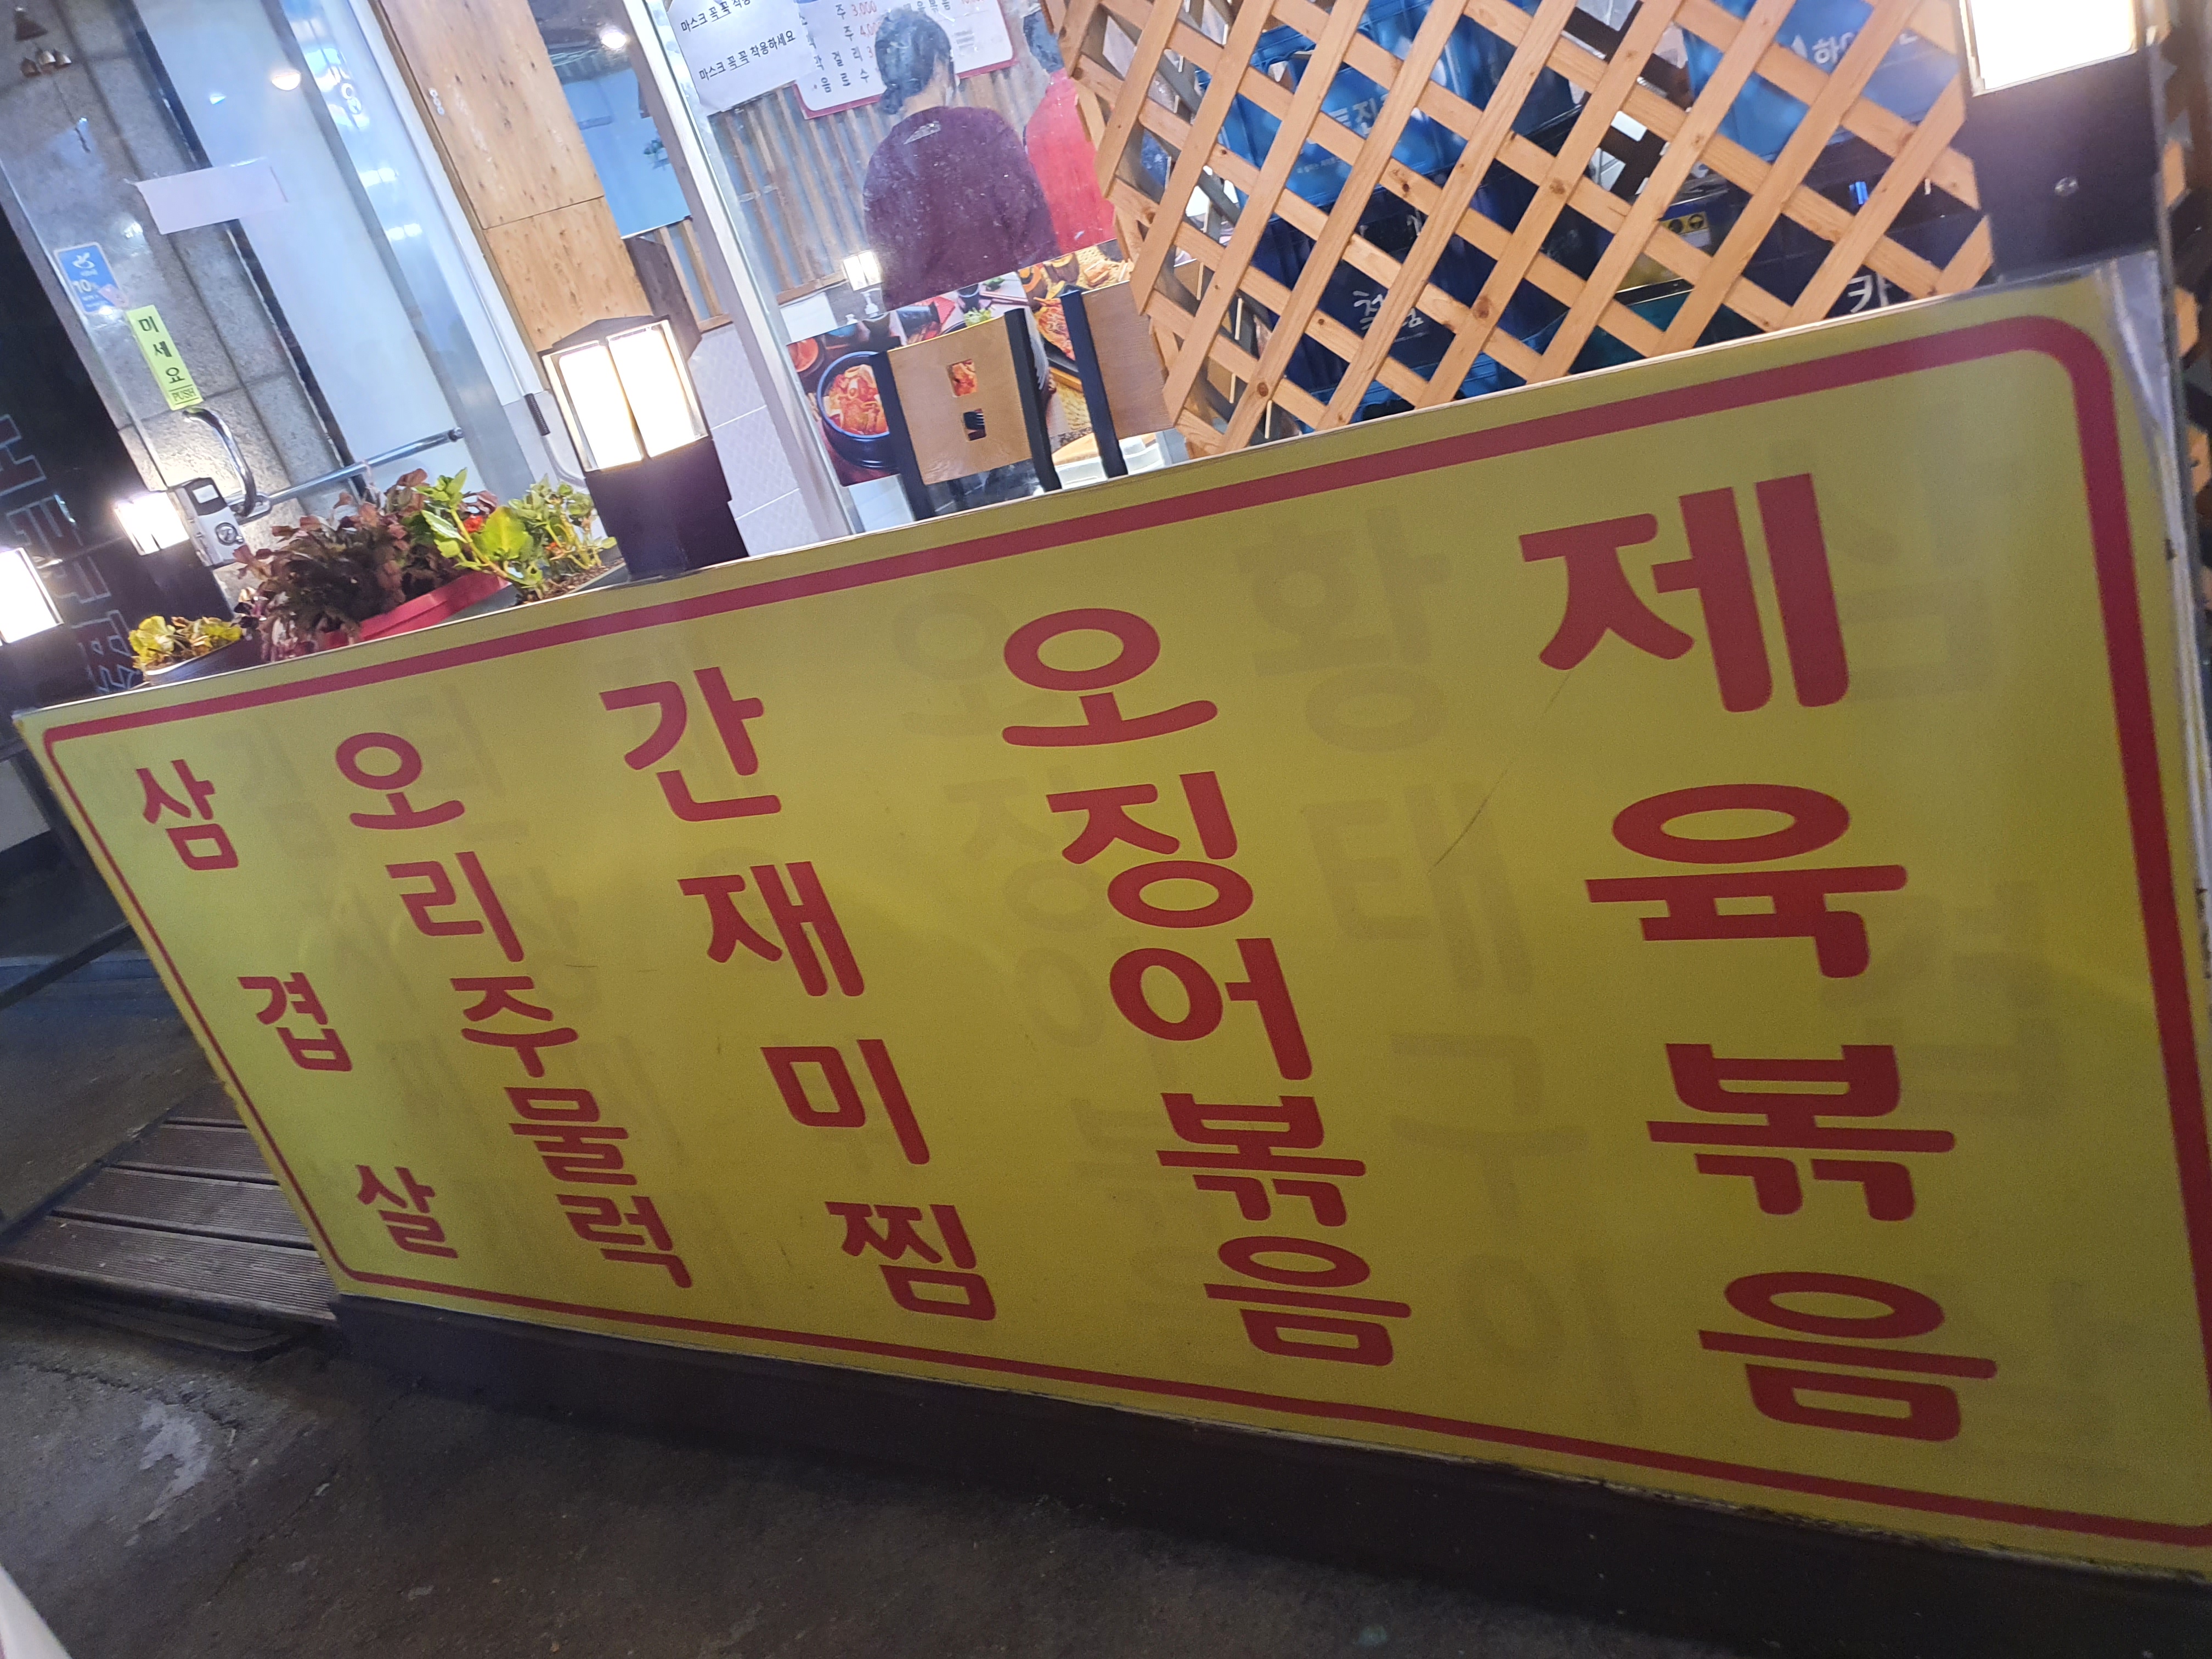 마스크 꼭 꼭 착용하세요
미세요
PUSH
삼겹살
오리주물럭
간재미찜
오징어볶음
제육볶음